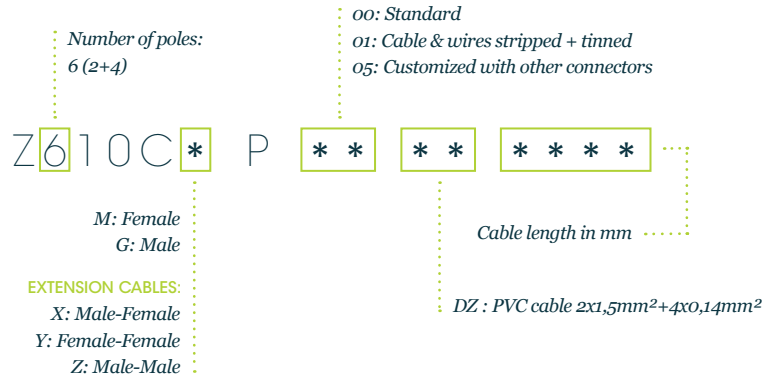 00: Standard
01: Cable & wires stripped + tinned
05: Customized with other connectors
Number of poles:
6 (2+4)
Z610C* P ** ** ****
M: Female
G: Male
EXTENSION CABLES:
X: Male-Female
Y: Female-Female
Z: Male-Male
Cable length in mm
DZ : PVC cable 2x1,5mm²+4x0,14mm²